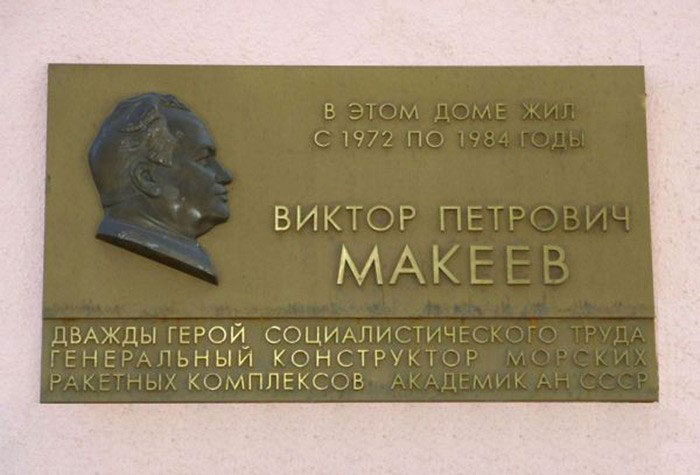 В ЭТОМ ДОМЕ ЖИЛ
С 1972 ПО 1984 ГОДЫ
ВИКТОР ПЕТРОВИЧ
МАКЕЕВ
ДВАЖДЫ ГЕРОЙ СОЦИАЛИСТИЧЕСКОГО ТРУДА
ГЕНЕРАЛЬНЫЙ КОНСТРУКТОР МОРСКИХ
РАКЕТНЫХ КОМПЛЕКСОВ АКАДЕМИК АН СССР